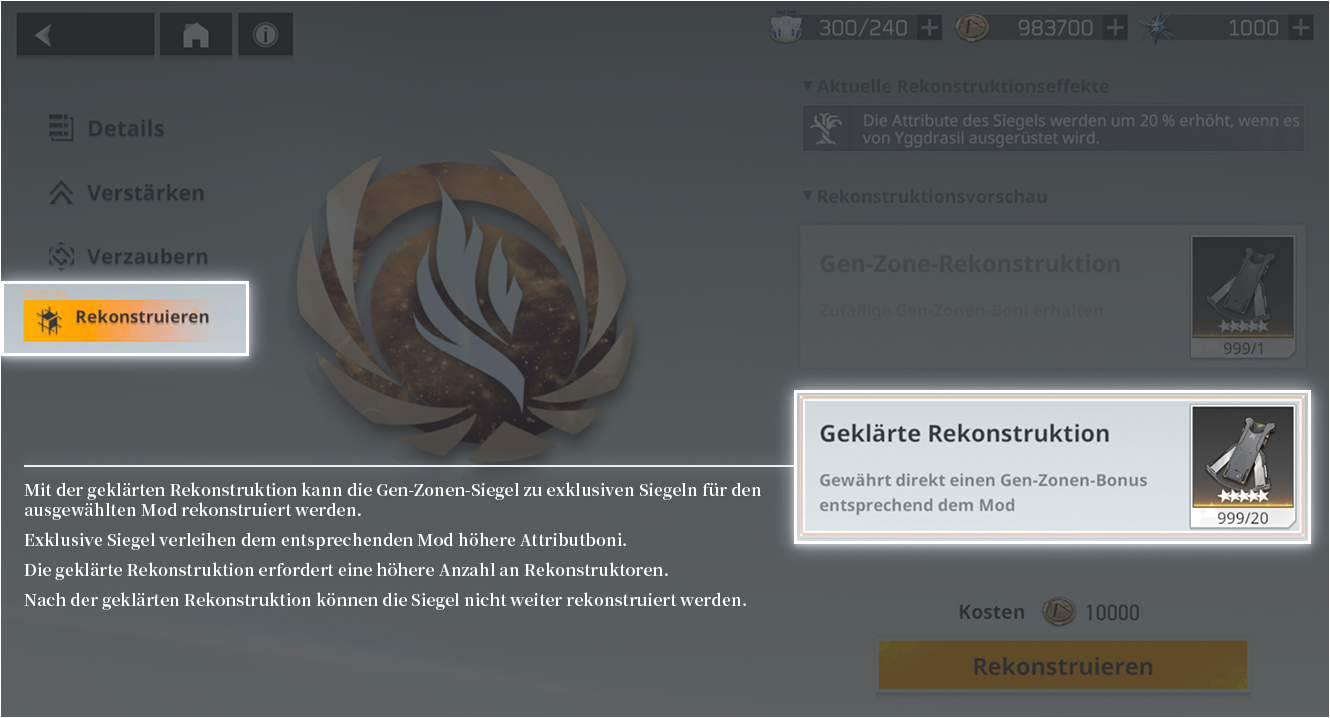 300/240
983700
1000
Aktuelle Rekonstruktionseffekte
Die Attribute des Siegels werden um 20 % erhöht, wenn es
von Yggdrasil ausgerüstet wird.
Details
Verstärken
Verzaubern
Rekonstruieren
Rekonstruktionsvorschau
Gen-Zone-Rekonstruktion
Zufällige Gen-Zonen-Boni erhalten
999/1
Geklärte Rekonstruktion
Gewährt direkt einen Gen-Zonen-Bonus
entsprechend dem Mod
999/20
Mit der geklärten Rekonstruktion kann die Gen-Zonen-Siegel zu exklusiven Siegeln für den
ausgewählten Mod rekonstruiert werden.
Exklusive Siegel verleihen dem entsprechenden Mod höhere Attributboni.
Die geklärte Rekonstruktion erfordert eine höhere Anzahl an Rekonstruktoren.
Nach der geklärten Rekonstruktion können die Siegel nicht weiter rekonstruiert werden.
Kosten 10000
Rekonstruieren